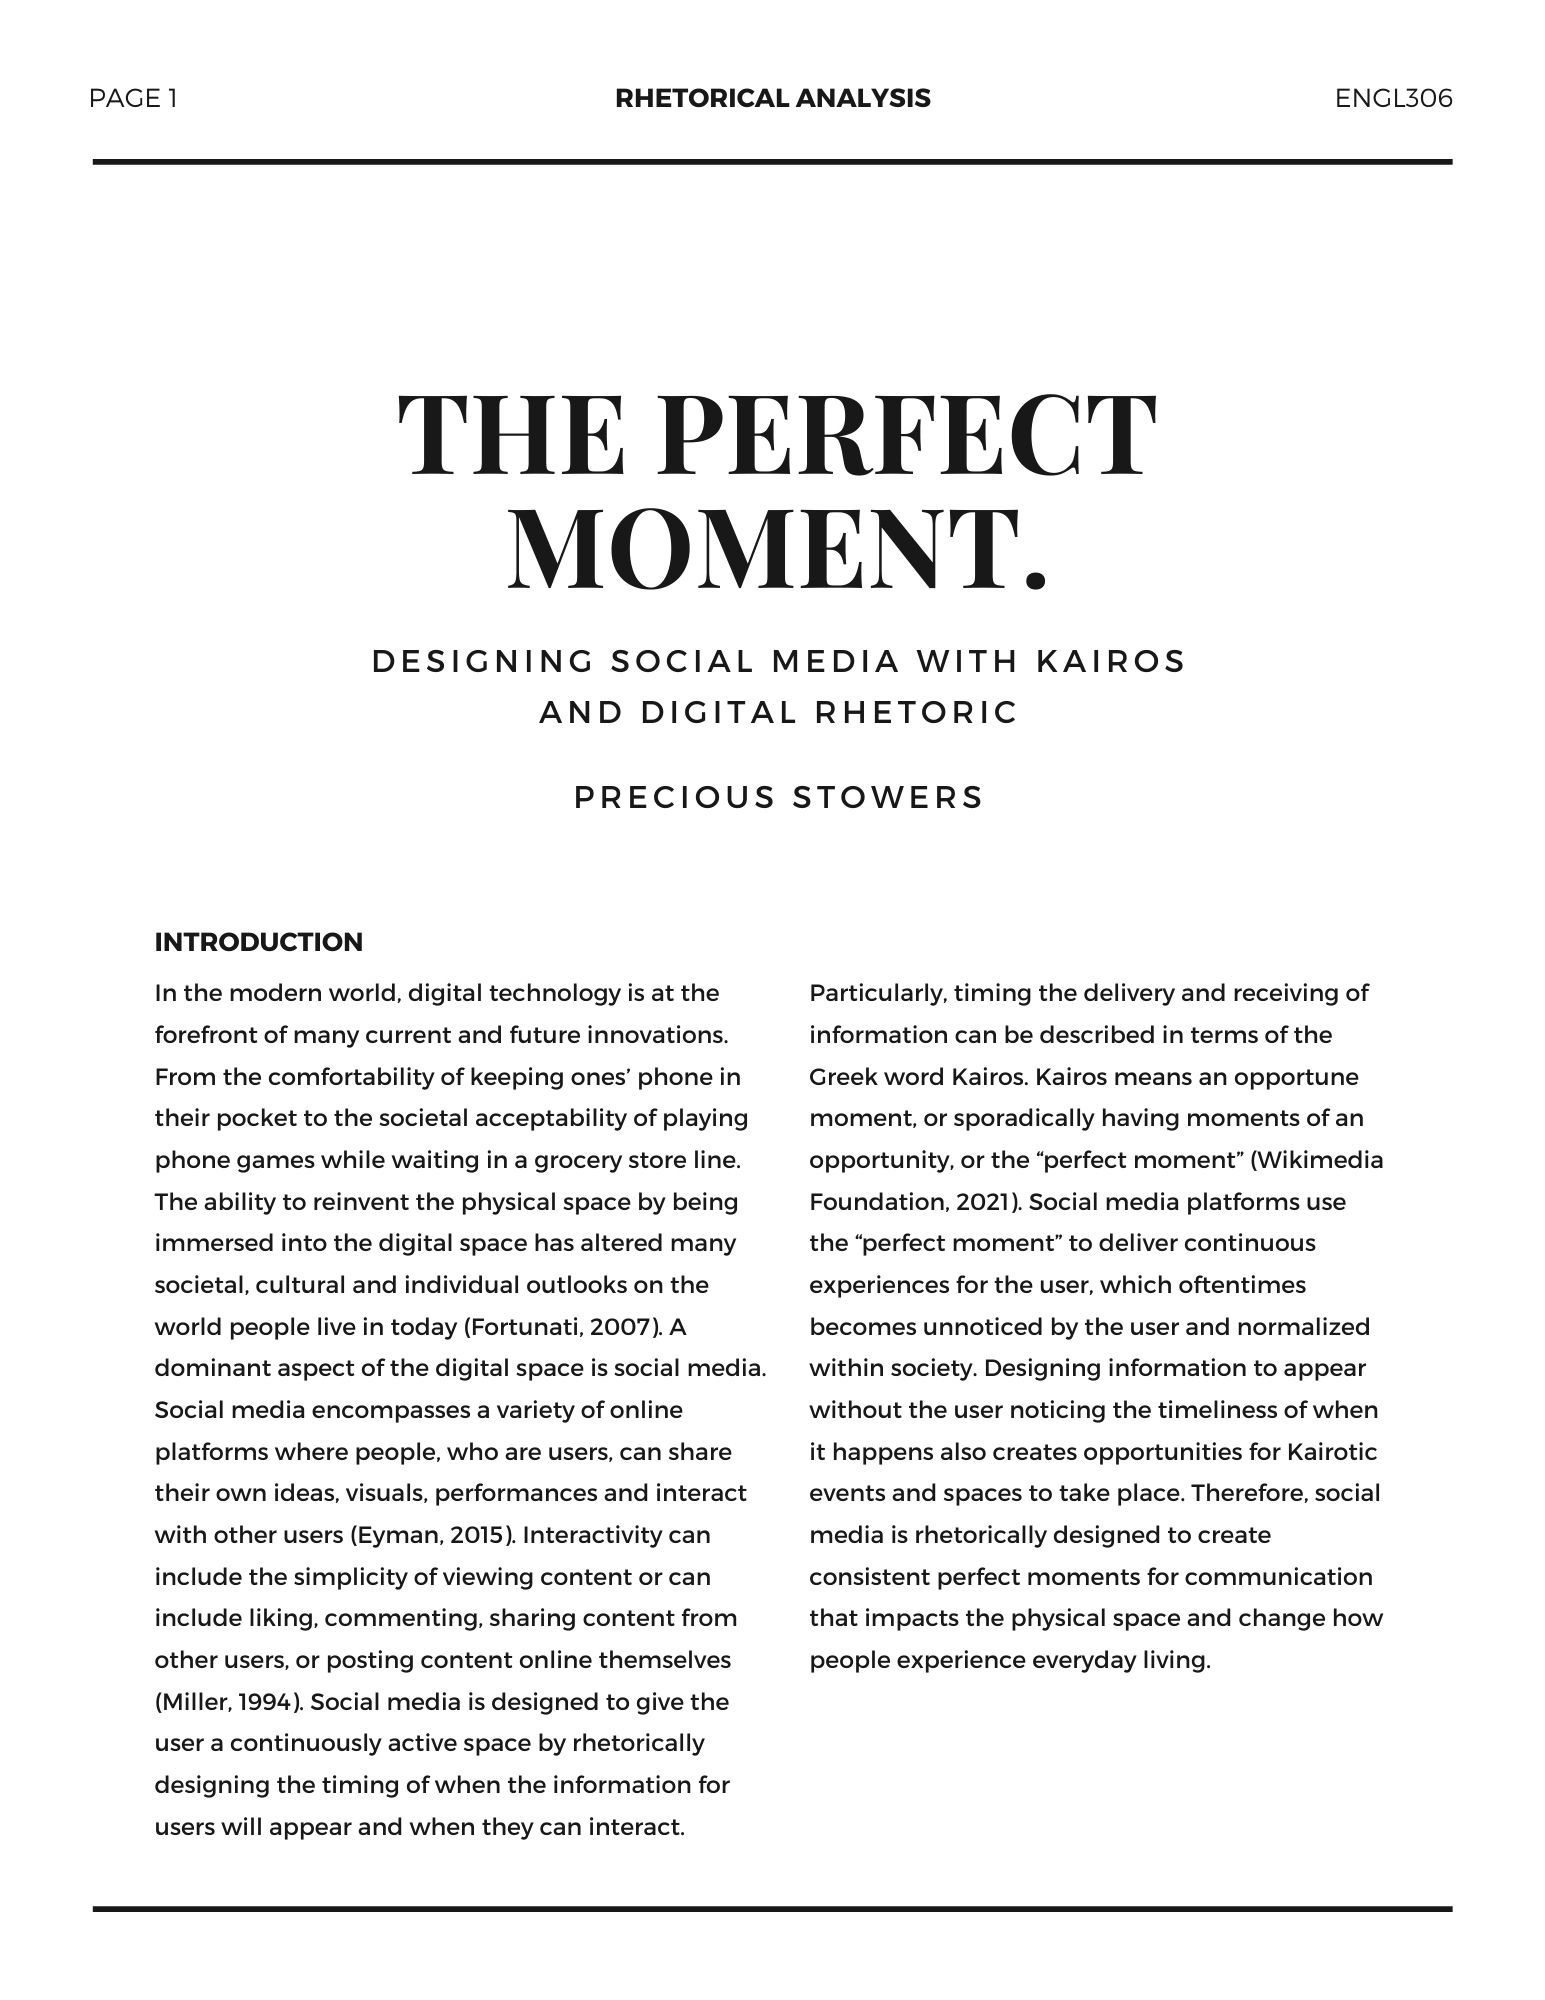 PAGE 1
RHETORICAL ANALYSIS
ENGL306
THE PERFECT
MOMENT.
DESIGNING SOCIAL MEDIA WITH KAIROS
AND DIGITAL RHETORIC
PRECIOUS STOWERS
INTRODUCTION
In the modern world, digital technology is at the
forefront of many current and future innovations.
From the comfortability of keeping ones’ phone in
their pocket to the societal acceptability of playing
phone games while waiting in a grocery store line.
The ability to reinvent the physical space by being
immersed into the digital space has altered many
societal, cultural and individual outlooks on the
world people live in today (Fortunati, 2007). A
dominant aspect of the digital space is social media.
Social media encompasses a variety of online
platforms where people, who are users, can share
their own ideas, visuals, performances and interact
with other users (Eyman, 2015). Interactivity can
include the simplicity of viewing content or can
include liking, commenting, sharing content from
other users, or posting content online themselves
(Miller, 1994). Social media is designed to give the
user a continuously active space by rhetorically
designing the timing of when the information for
users will appear and when they can interact.
Particularly, timing the delivery and receiving of
information can be described in terms of the
Greek word Kairos. Kairos means an opportune
moment, or sporadically having moments of an
opportunity, or the “perfect moment” (Wikimedia
Foundation, 2021). Social media platforms use
the “perfect moment” to deliver continuous
experiences for the user, which oftentimes
becomes unnoticed by the user and normalized
within society. Designing information to appear
without the user noticing the timeliness of when
it happens also creates opportunities for Kairotic
events and spaces to take place. Therefore, social
media is rhetorically designed to create
consistent perfect moments for communication
that impacts the physical space and change how
people experience everyday living.